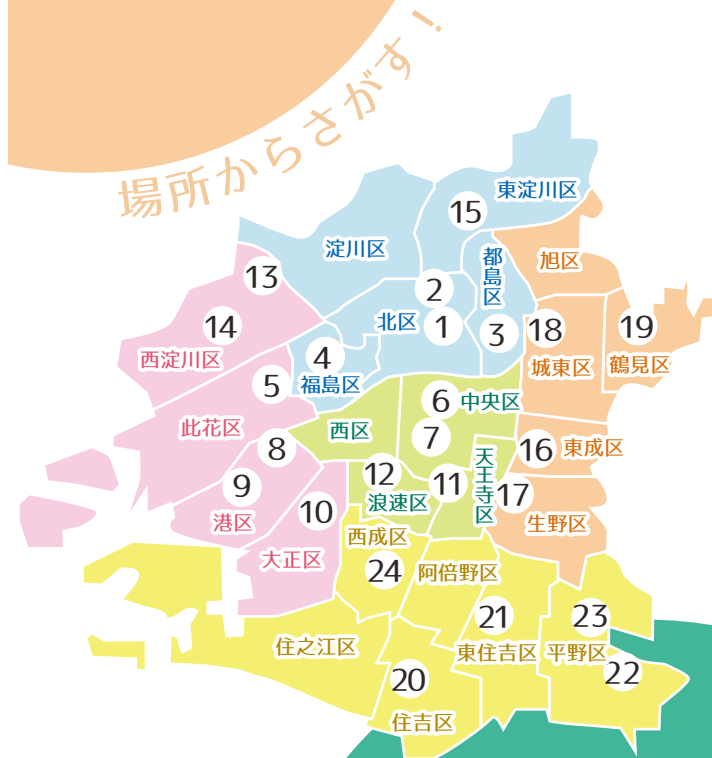 場所からさがす！
東淀川区
15
淀川区
都島区
旭区
13
2
北区
1
3
18
19
14
4
西淀川区
城東区
鶴見区
5
福島区
6
中央区
此花区
西区
7
8
16
東成区
天王寺区
12
11
17
9
浪速区
10
港区
生野区
西成区
大正区
24
阿倍野区
21
23
住之江区
東住吉区
平野区
20
22
住吉区